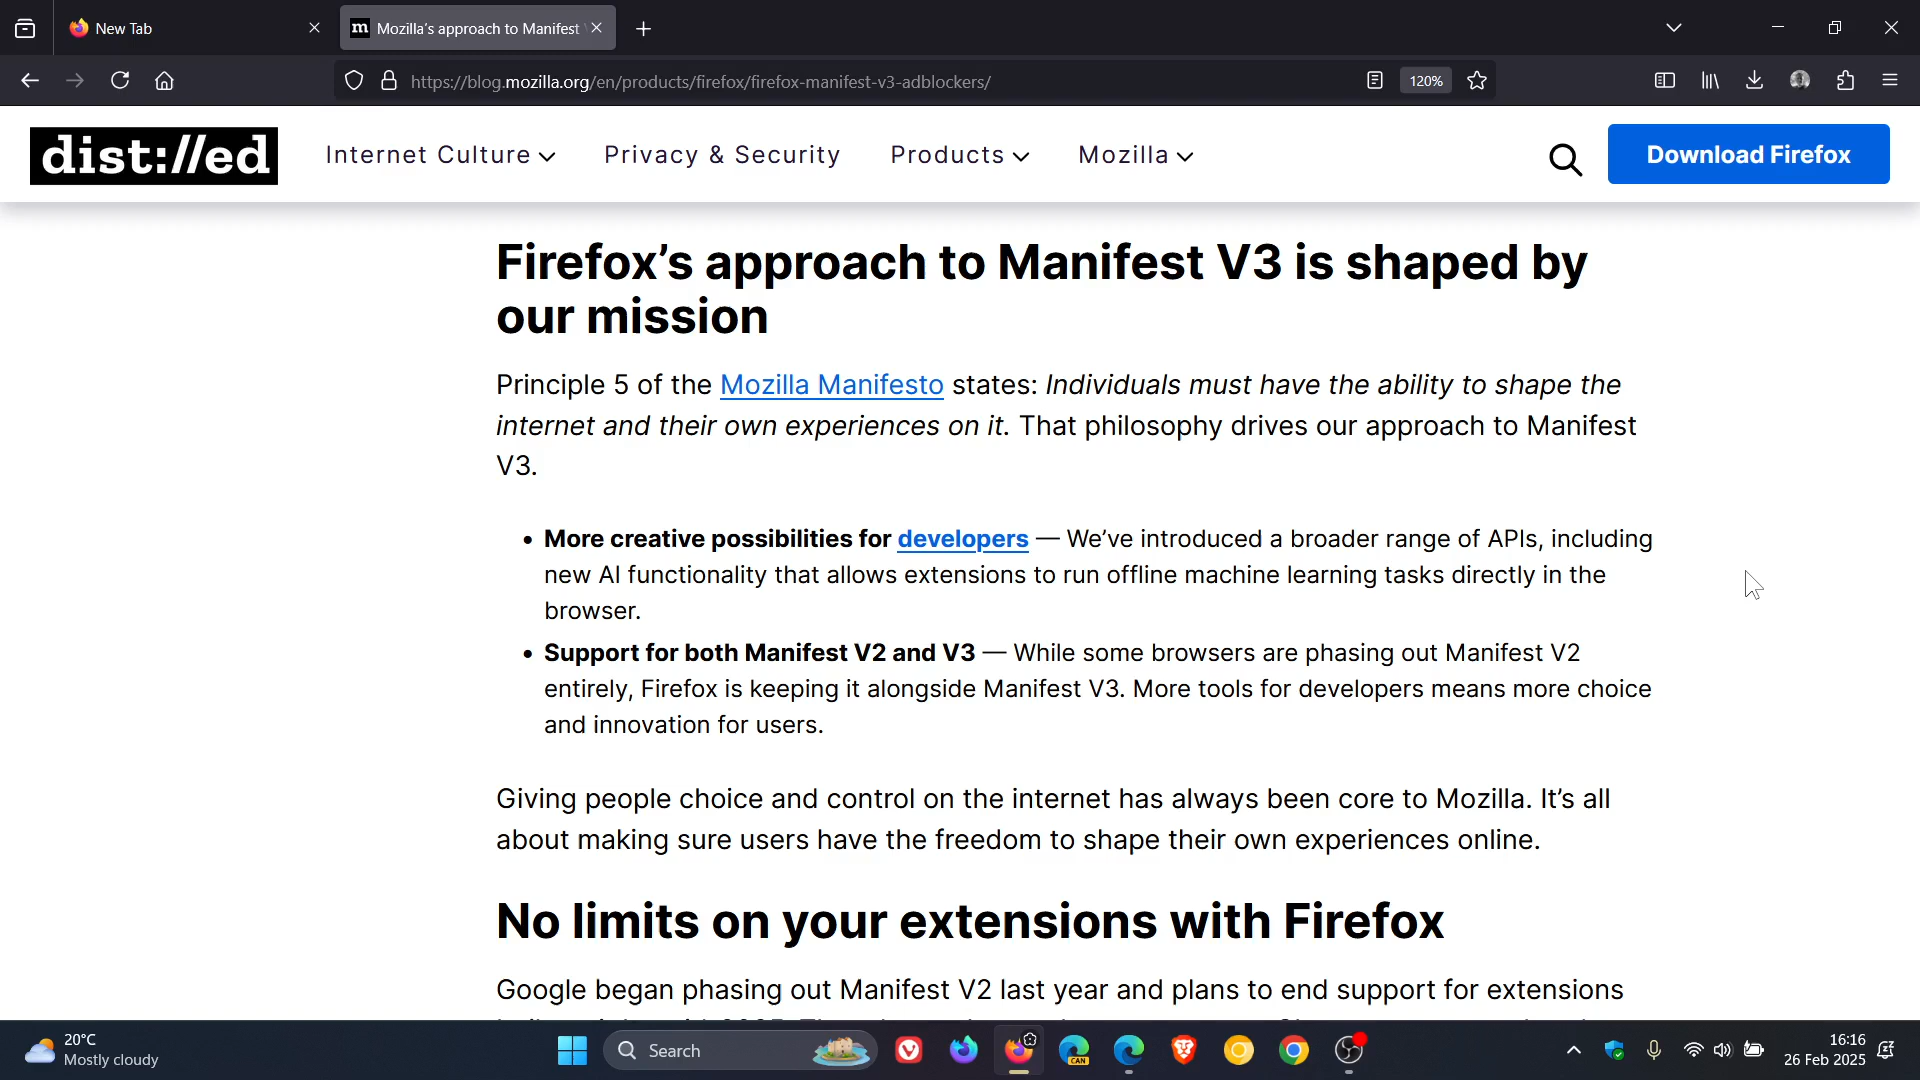 New Tab
Mozilla's approach to Manifest
https://blog.mozilla.org/en/products/firefox/firefox-manifest-v3-adblockers/
120%
dist://ed
Internet Culture
Privacy & Security
Products
Mozilla
Download Firefox
Firefox’s approach to Manifest V3 is shaped by
our mission
Principle 5 of the Mozilla Manifesto states: Individuals must have the ability to shape the
internet and their own experiences on it. That philosophy drives our approach to Manifest
V3.
• More creative possibilities for developers — We’ve introduced a broader range of APIs, including
new AI functionality that allows extensions to run offline machine learning tasks directly in the
browser.
• Support for both Manifest V2 and V3 — While some browsers are phasing out Manifest V2
entirely, Firefox is keeping it alongside Manifest V3. More tools for developers means more choice
and innovation for users.
Giving people choice and control on the internet has always been core to Mozilla. It’s all
about making sure users have the freedom to shape their own experiences online.
No limits on your extensions with Firefox
Google began phasing out Manifest V2 last year and plans to end support for extensions
20°C
Mostly cloudy
Search
CAN
16:16
26 Feb 2025